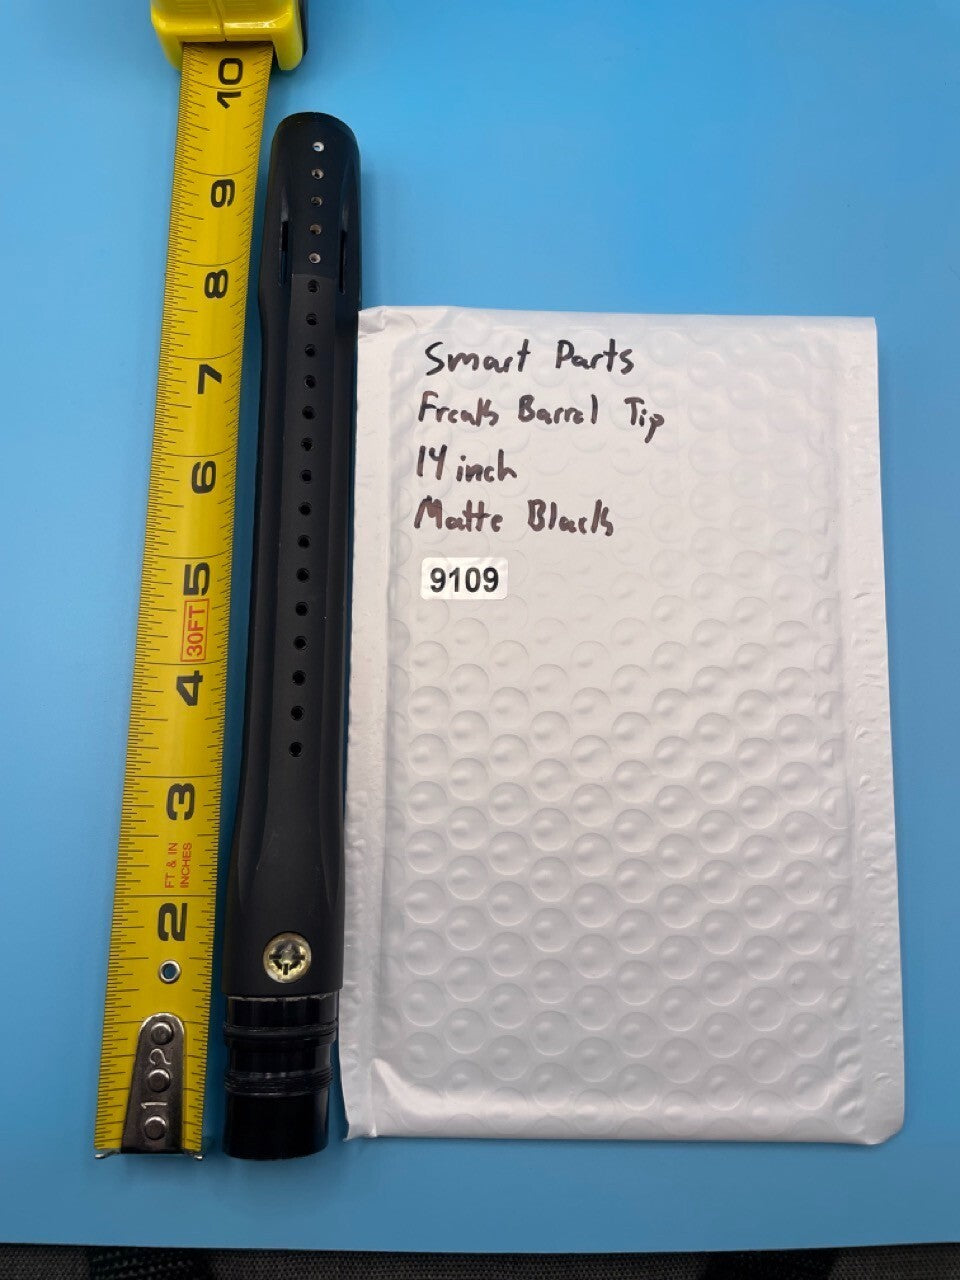 Smart Parts
Freak Barrel Tip
14 inch
Matte Black
9109
10
9
8
7
6
5
30FT
4
3
FT & IN
INCHES
2